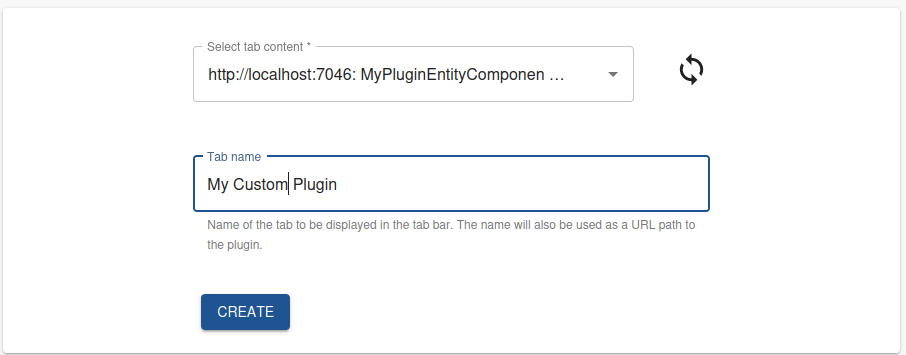 Select tab content *
http://localhost:7046: MyPluginEntityComponen ...
Tab name
My Custom Plugin
Name of the tab to be displayed in the tab bar. The name will also be used as a URL path to
the plugin.
CREATE